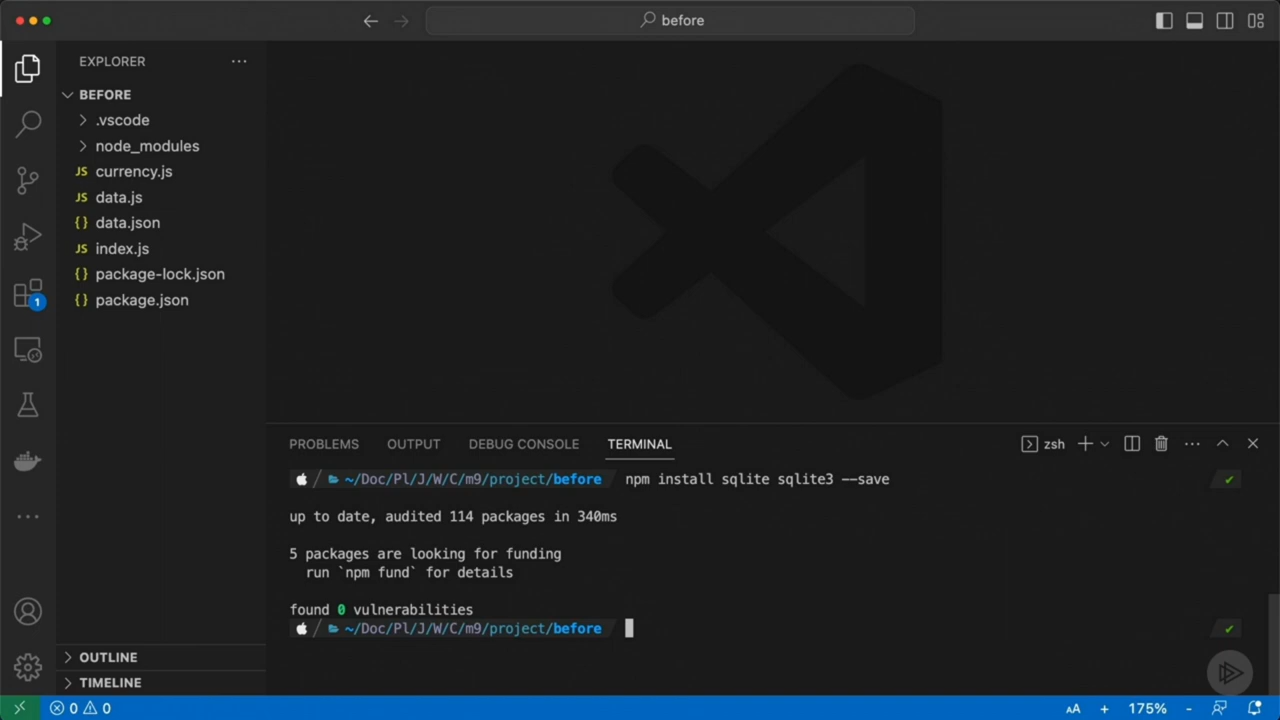 before
EXPLORER
BEFORE
.vscode
node_modules
JS currency.js
JS data.js
{} data.json
JS index.js
{} package-lock.json
{} package.json
1
OUTLINE
TIMELINE
PROBLEMS OUTPUT DEBUG CONSOLE TERMINAL
zsh
~/Doc/Pl/J/W/C/m9/project/before npm install sqlite sqlite3 --save
up to date, audited 114 packages in 340ms
5 packages are looking for funding
run `npm fund` for details
found 0 vulnerabilities
~/Doc/Pl/J/W/C/m9/project/before
0 0
AA + 175% -